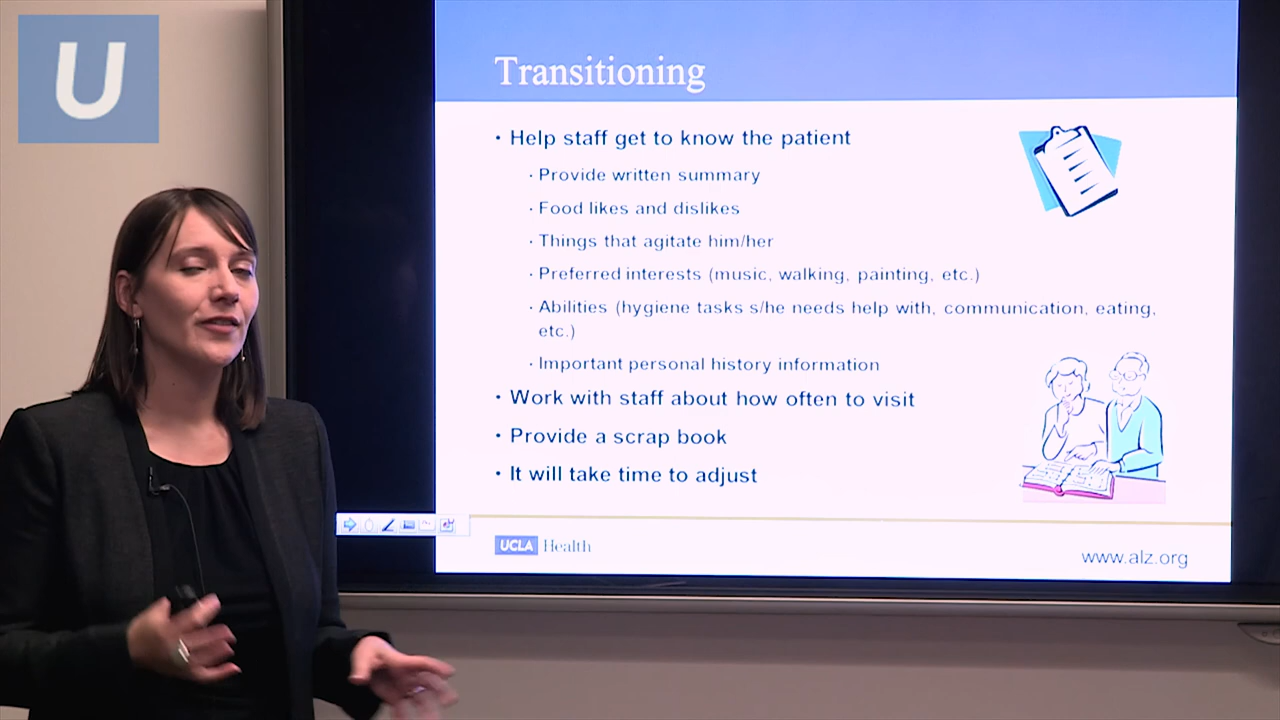 U
Transitioning
• Help staff get to know the patient
· Provide written summary
· Food likes and dislikes
· Things that agitate him/her
· Preferred interests (music, walking, painting, etc.)
· Abilities (hygiene tasks s/he needs help with, communication, eating,
etc.)
· Important personal history information
• Work with staff about how often to visit
• Provide a scrap book
• It will take time to adjust
UCLA Health
www.alz.org